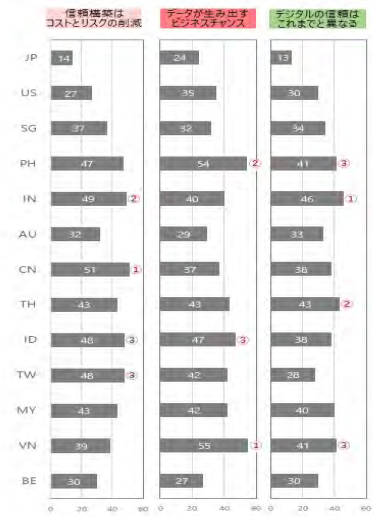 信頼構築は
コストとリスクの削減
データが生み出す
ビジネスチャンス
デジタルの信頼は
これまでと異なる
JP 14 24 13
US 27 35 30
SG 37 32 34
PH 47 54 ② 41 ③
IN 49 ② 40 46 ①
AU 32 29 33
CN 51 ① 37 38
TH 43 43 43 ②
ID 48 ③ 47 ③ 38
TW 48 ③ 42 28
MY 43 42 40
VN 39 55 ① 41 ③
BE 30 27 30
0 20 40 60 0 20 40 60 0 20 40 60